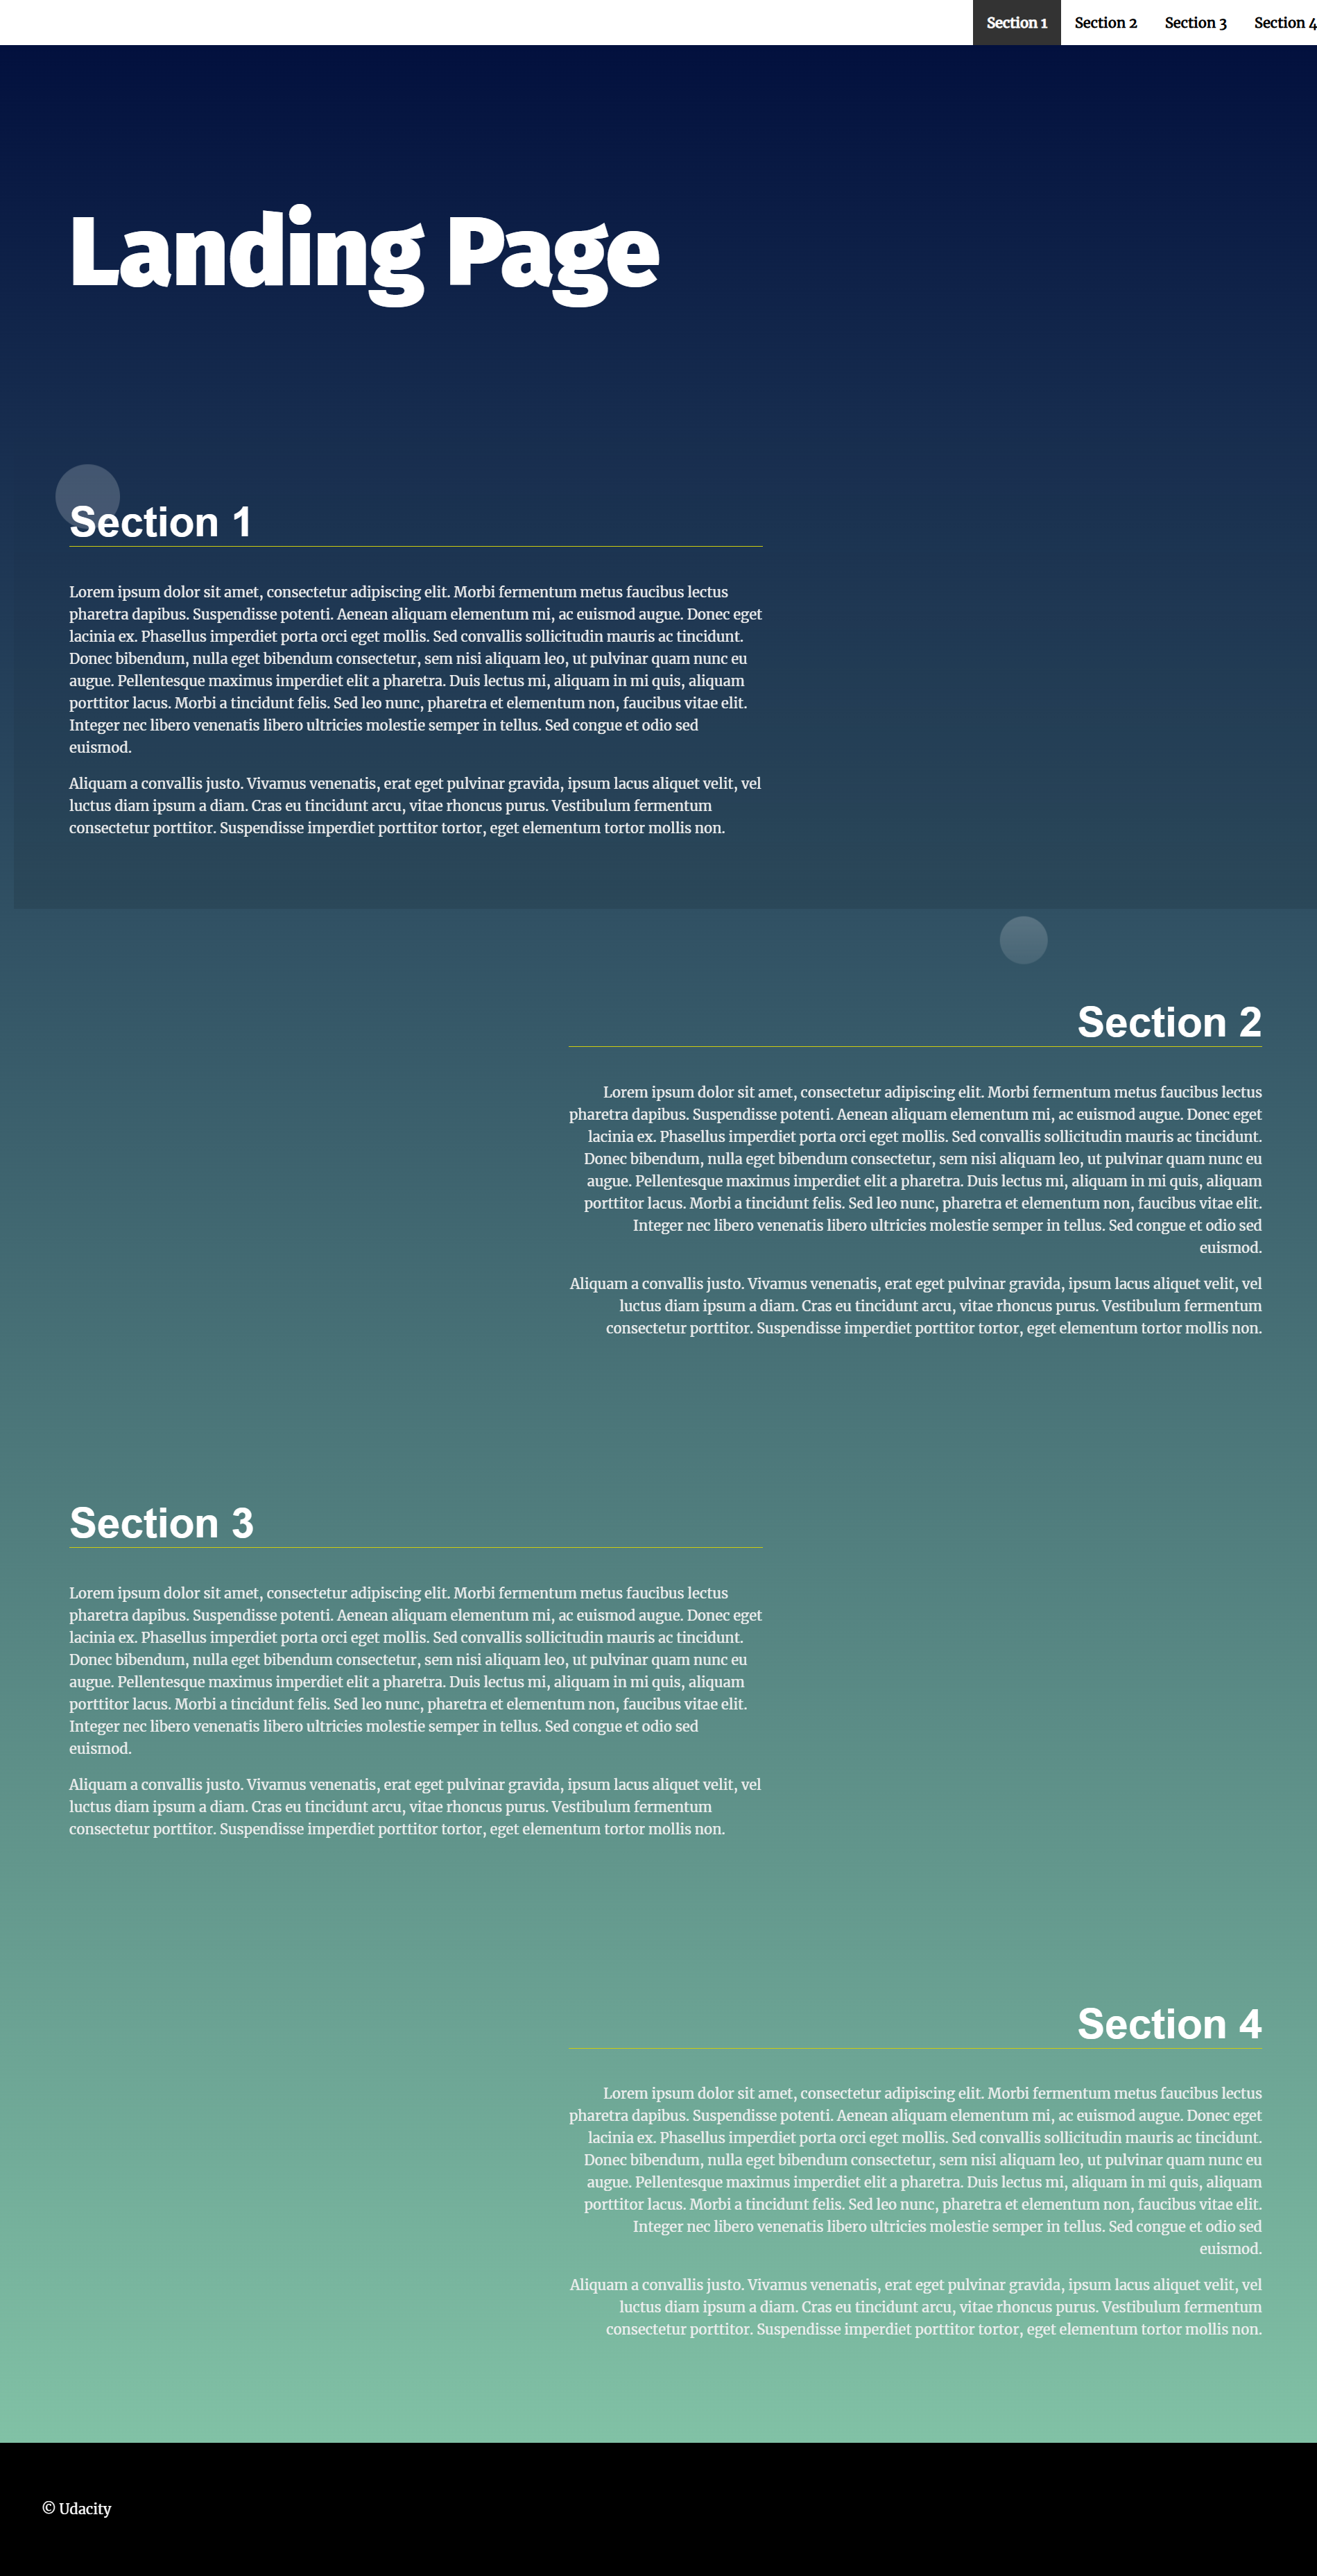 Section 1 Section 2 Section 3 Section 4
Landing Page
Section 1
Lorem ipsum dolor sit amet, consectetur adipiscing elit. Morbi fermentum metus faucibus lectus
pharetra dapibus. Suspendisse potenti. Aenean aliquam elementum mi, ac euismod augue. Donec eget
lacinia ex. Phasellus imperdiet porta orci eget mollis. Sed convallis sollicitudin mauris ac tincidunt.
Donec bibendum, nulla eget bibendum consectetur, sem nisi aliquam leo, ut pulvinar quam nunc eu
augue. Pellentesque maximus imperdiet elit a pharetra. Duis lectus mi, aliquam in mi quis, aliquam
porttitor lacus. Morbi a tincidunt felis. Sed leo nunc, pharetra et elementum non, faucibus vitae elit.
Integer nec libero venenatis libero ultricies molestie semper in tellus. Sed congue et odio sed
euismod.
Aliquam a convallis justo. Vivamus venenatis, erat eget pulvinar gravida, ipsum lacus aliquet velit, vel
luctus diam ipsum a diam. Cras eu tincidunt arcu, vitae rhoncus purus. Vestibulum fermentum
consectetur porttitor. Suspendisse imperdiet porttitor tortor, eget elementum tortor mollis non.
Section 2
Lorem ipsum dolor sit amet, consectetur adipiscing elit. Morbi fermentum metus faucibus lectus
pharetra dapibus. Suspendisse potenti. Aenean aliquam elementum mi, ac euismod augue. Donec eget
lacinia ex. Phasellus imperdiet porta orci eget mollis. Sed convallis sollicitudin mauris ac tincidunt.
Donec bibendum, nulla eget bibendum consectetur, sem nisi aliquam leo, ut pulvinar quam nunc eu
augue. Pellentesque maximus imperdiet elit a pharetra. Duis lectus mi, aliquam in mi quis, aliquam
porttitor lacus. Morbi a tincidunt felis. Sed leo nunc, pharetra et elementum non, faucibus vitae elit.
Integer nec libero venenatis libero ultricies molestie semper in tellus. Sed congue et odio sed
euismod.
Aliquam a convallis justo. Vivamus venenatis, erat eget pulvinar gravida, ipsum lacus aliquet velit, vel
luctus diam ipsum a diam. Cras eu tincidunt arcu, vitae rhoncus purus. Vestibulum fermentum
consectetur porttitor. Suspendisse imperdiet porttitor tortor, eget elementum tortor mollis non.
Section 3
Lorem ipsum dolor sit amet, consectetur adipiscing elit. Morbi fermentum metus faucibus lectus
pharetra dapibus. Suspendisse potenti. Aenean aliquam elementum mi, ac euismod augue. Donec eget
lacinia ex. Phasellus imperdiet porta orci eget mollis. Sed convallis sollicitudin mauris ac tincidunt.
Donec bibendum, nulla eget bibendum consectetur, sem nisi aliquam leo, ut pulvinar quam nunc eu
augue. Pellentesque maximus imperdiet elit a pharetra. Duis lectus mi, aliquam in mi quis, aliquam
porttitor lacus. Morbi a tincidunt felis. Sed leo nunc, pharetra et elementum non, faucibus vitae elit.
Integer nec libero venenatis libero ultricies molestie semper in tellus. Sed congue et odio sed
euismod.
Aliquam a convallis justo. Vivamus venenatis, erat eget pulvinar gravida, ipsum lacus aliquet velit, vel
luctus diam ipsum a diam. Cras eu tincidunt arcu, vitae rhoncus purus. Vestibulum fermentum
consectetur porttitor. Suspendisse imperdiet porttitor tortor, eget elementum tortor mollis non.
Section 4
Lorem ipsum dolor sit amet, consectetur adipiscing elit. Morbi fermentum metus faucibus lectus
pharetra dapibus. Suspendisse potenti. Aenean aliquam elementum mi, ac euismod augue. Donec eget
lacinia ex. Phasellus imperdiet porta orci eget mollis. Sed convallis sollicitudin mauris ac tincidunt.
Donec bibendum, nulla eget bibendum consectetur, sem nisi aliquam leo, ut pulvinar quam nunc eu
augue. Pellentesque maximus imperdiet elit a pharetra. Duis lectus mi, aliquam in mi quis, aliquam
porttitor lacus. Morbi a tincidunt felis. Sed leo nunc, pharetra et elementum non, faucibus vitae elit.
Integer nec libero venenatis libero ultricies molestie semper in tellus. Sed congue et odio sed
euismod.
Aliquam a convallis justo. Vivamus venenatis, erat eget pulvinar gravida, ipsum lacus aliquet velit, vel
luctus diam ipsum a diam. Cras eu tincidunt arcu, vitae rhoncus purus. Vestibulum fermentum
consectetur porttitor. Suspendisse imperdiet porttitor tortor, eget elementum tortor mollis non.
© Udacity